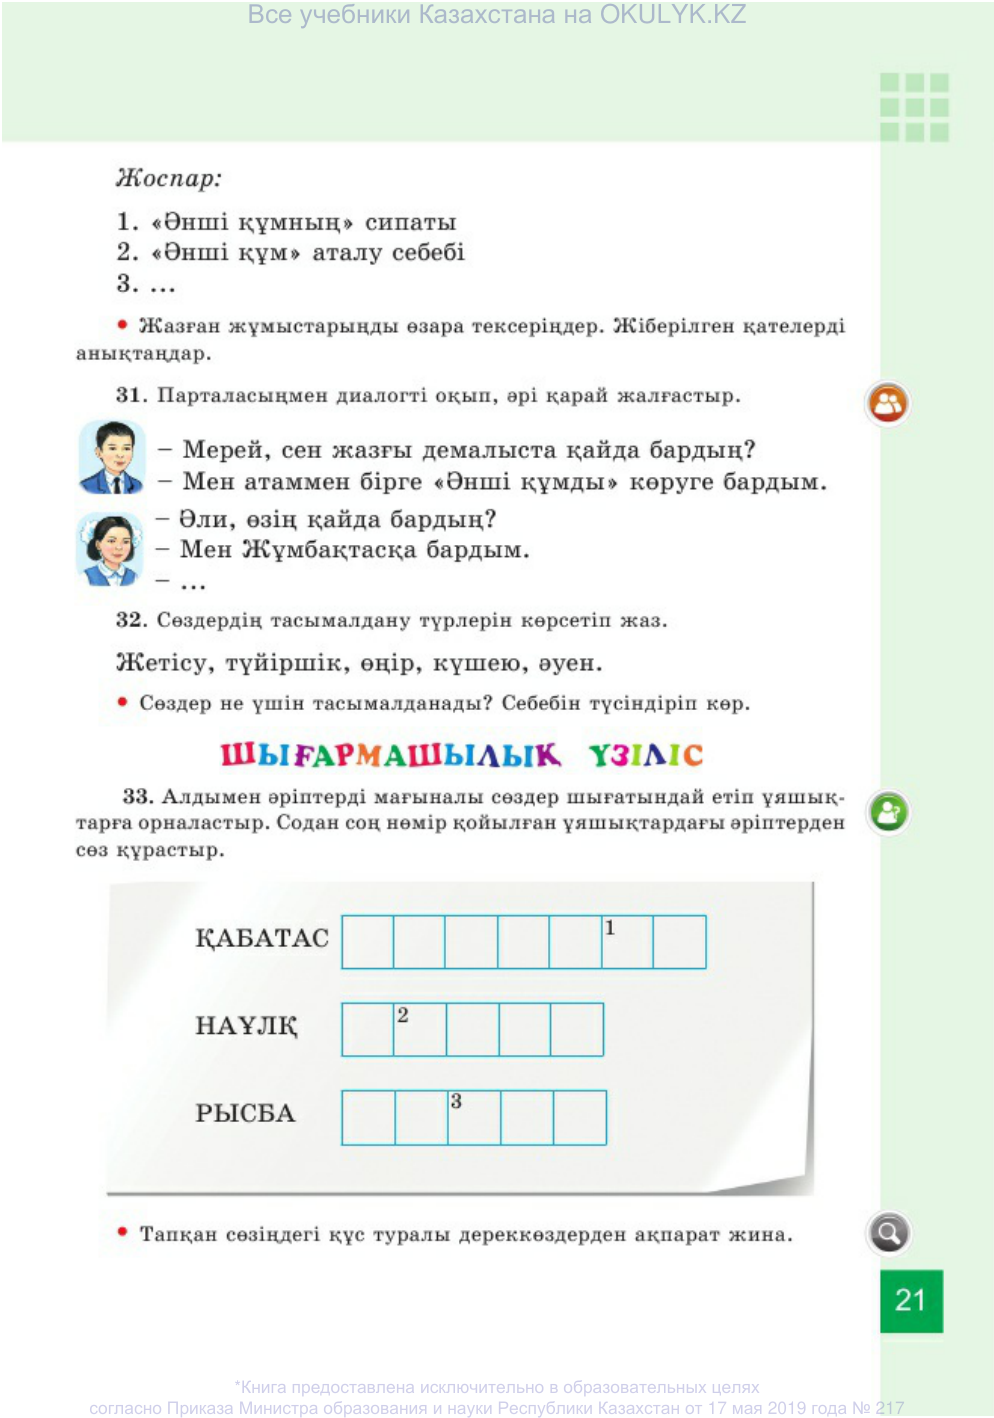 Все учебники Казахстана на OKULYK.KZ
Жоспар:
1. «Әнші құмның» сипаты
2. «Әнші құм» аталу себебі
3. ...
• Жазған жұмыстарыңды өзара тексеріңдер. Жіберілген қателерді
анықтаңдар.
31. Парталасыңмен диалогті оқып, әрі қарай жалғастыр.
– Мерей, сен жазғы демалыста қайда бардың?
– Мен атаммен бірге «Әнші құмды» көруге бардым.
– Әли, өзің қайда бардың?
– Мен Жұмбақтасқа бардым.
– ...
32. Сөздердің тасымалдану түрлерін көрсетіп жаз.
Жетісу, түйіршік, өңір, күшею, әуен.
• Сөздер не үшін тасымалданады? Себебін түсіндіріп көр.
ШЫҒАРМАШЫЛЫҚ ҮЗІЛІС
33. Алдымен әріптерді мағыналы сөздер шығатындай етіп ұяшық-
тарға орналастыр. Содан соң нөмір қойылған ұяшықтардағы әріптерден
сөз құрастыр.
ҚАБАТАС 1
НАҰЛҚ 2
РЫСБА 3
• Тапқан сөзіңдегі құс туралы дереккөздерден ақпарат жина.
21
*Книга предоставлена исключительно в образовательных целях
согласно Приказа Министра образования и науки Республики Казахстан от 17 мая 2019 года № 217